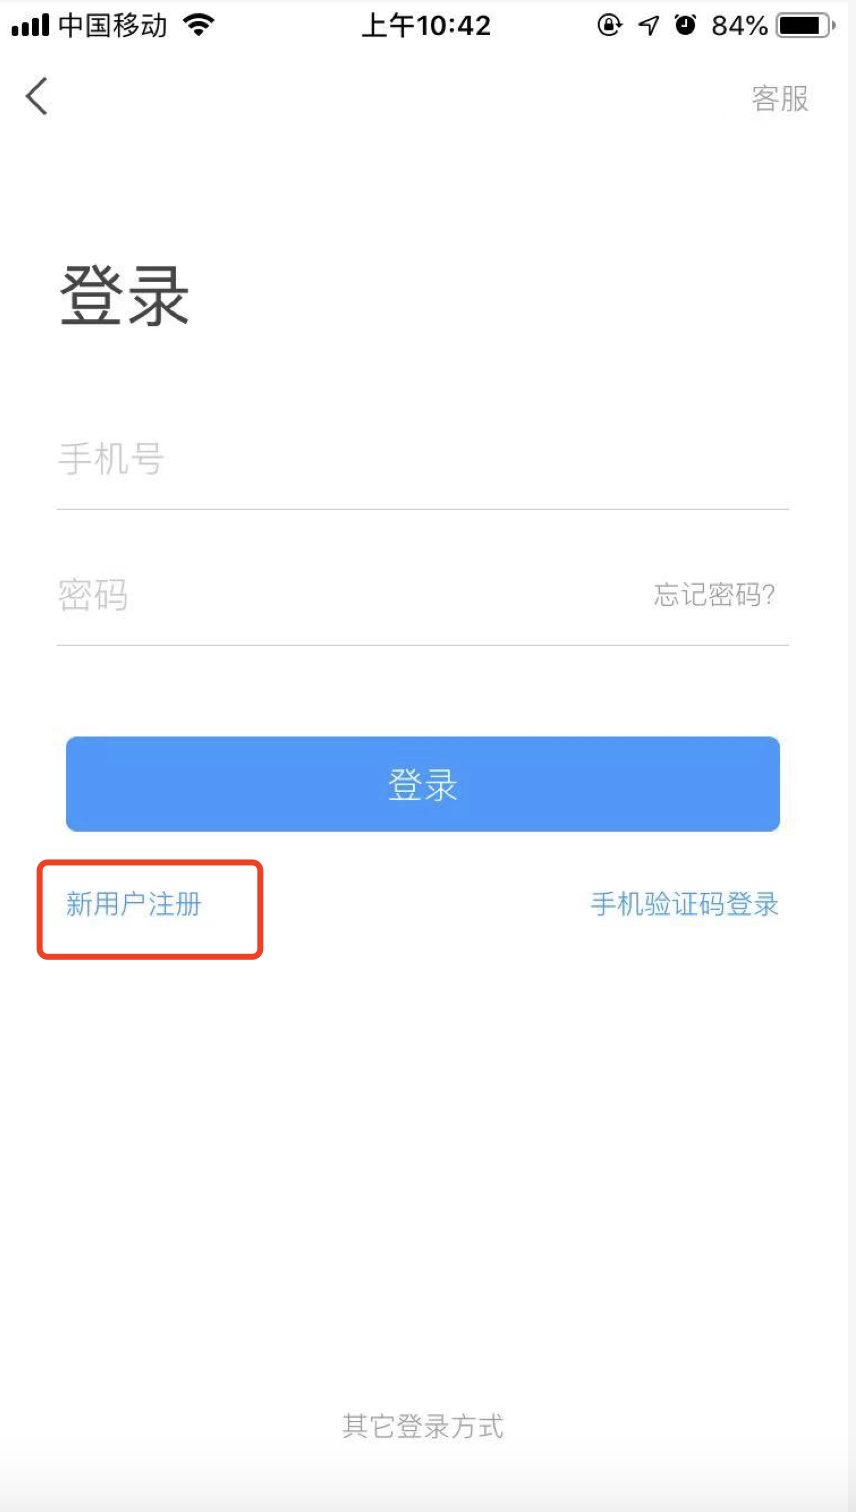 中国移动 上午10:42 84%
客服
登录
手机号
密码 忘记密码?
登录
新用户注册 手机验证码登录
其它登录方式